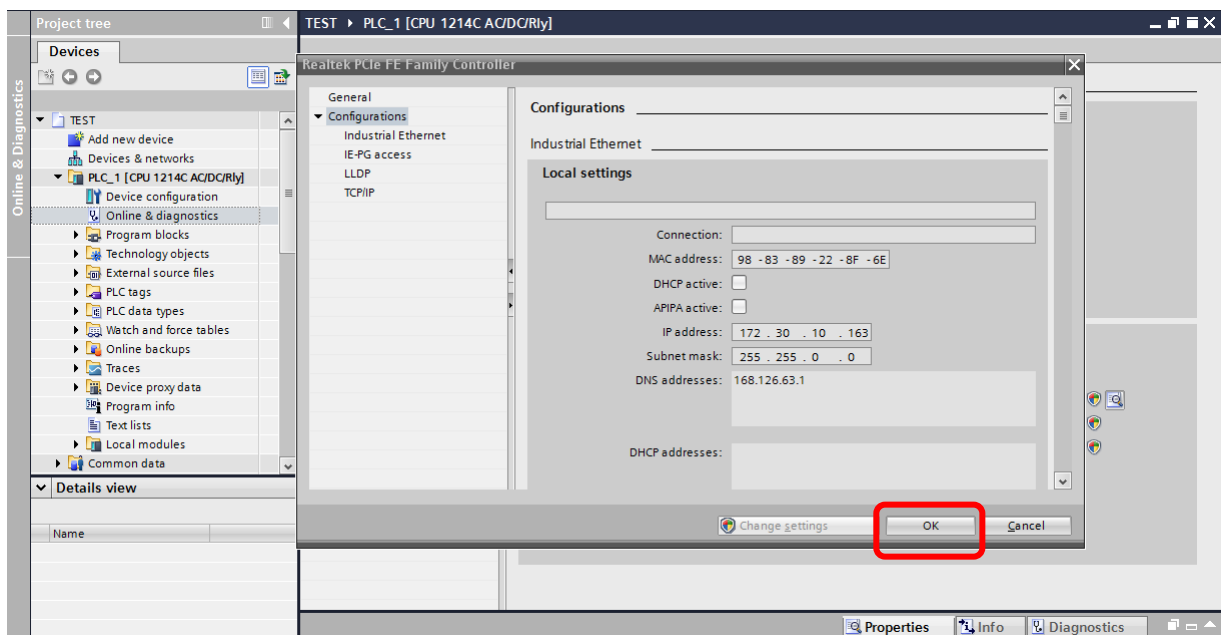 Project tree
TEST ▸ PLC_1 [CPU 1214C AC/DC/Rly]
Devices
Online & Diagnostics
TEST
Add new device
Devices & networks
PLC_1 [CPU 1214C AC/DC/Rly]
Device configuration
Online & diagnostics
Program blocks
Technology objects
External source files
PLC tags
PLC data types
Watch and force tables
Online backups
Traces
Device proxy data
Program info
Text lists
Local modules
Common data
Details view
Name
Realtek PCIe FE Family Controller
General
Configurations
Industrial Ethernet
IE-PG access
LLDP
TCP/IP
Configurations
Industrial Ethernet
Local settings
Connection:
MAC address: 98 -83 -89 -22 -8F -6E
DHCP active:
APIPA active:
IP address: 172 . 30 . 10 . 163
Subnet mask: 255 . 255 . 0 . 0
DNS addresses: 168.126.63.1
DHCP addresses:
Change settings OK Cancel
Properties Info Diagnostics